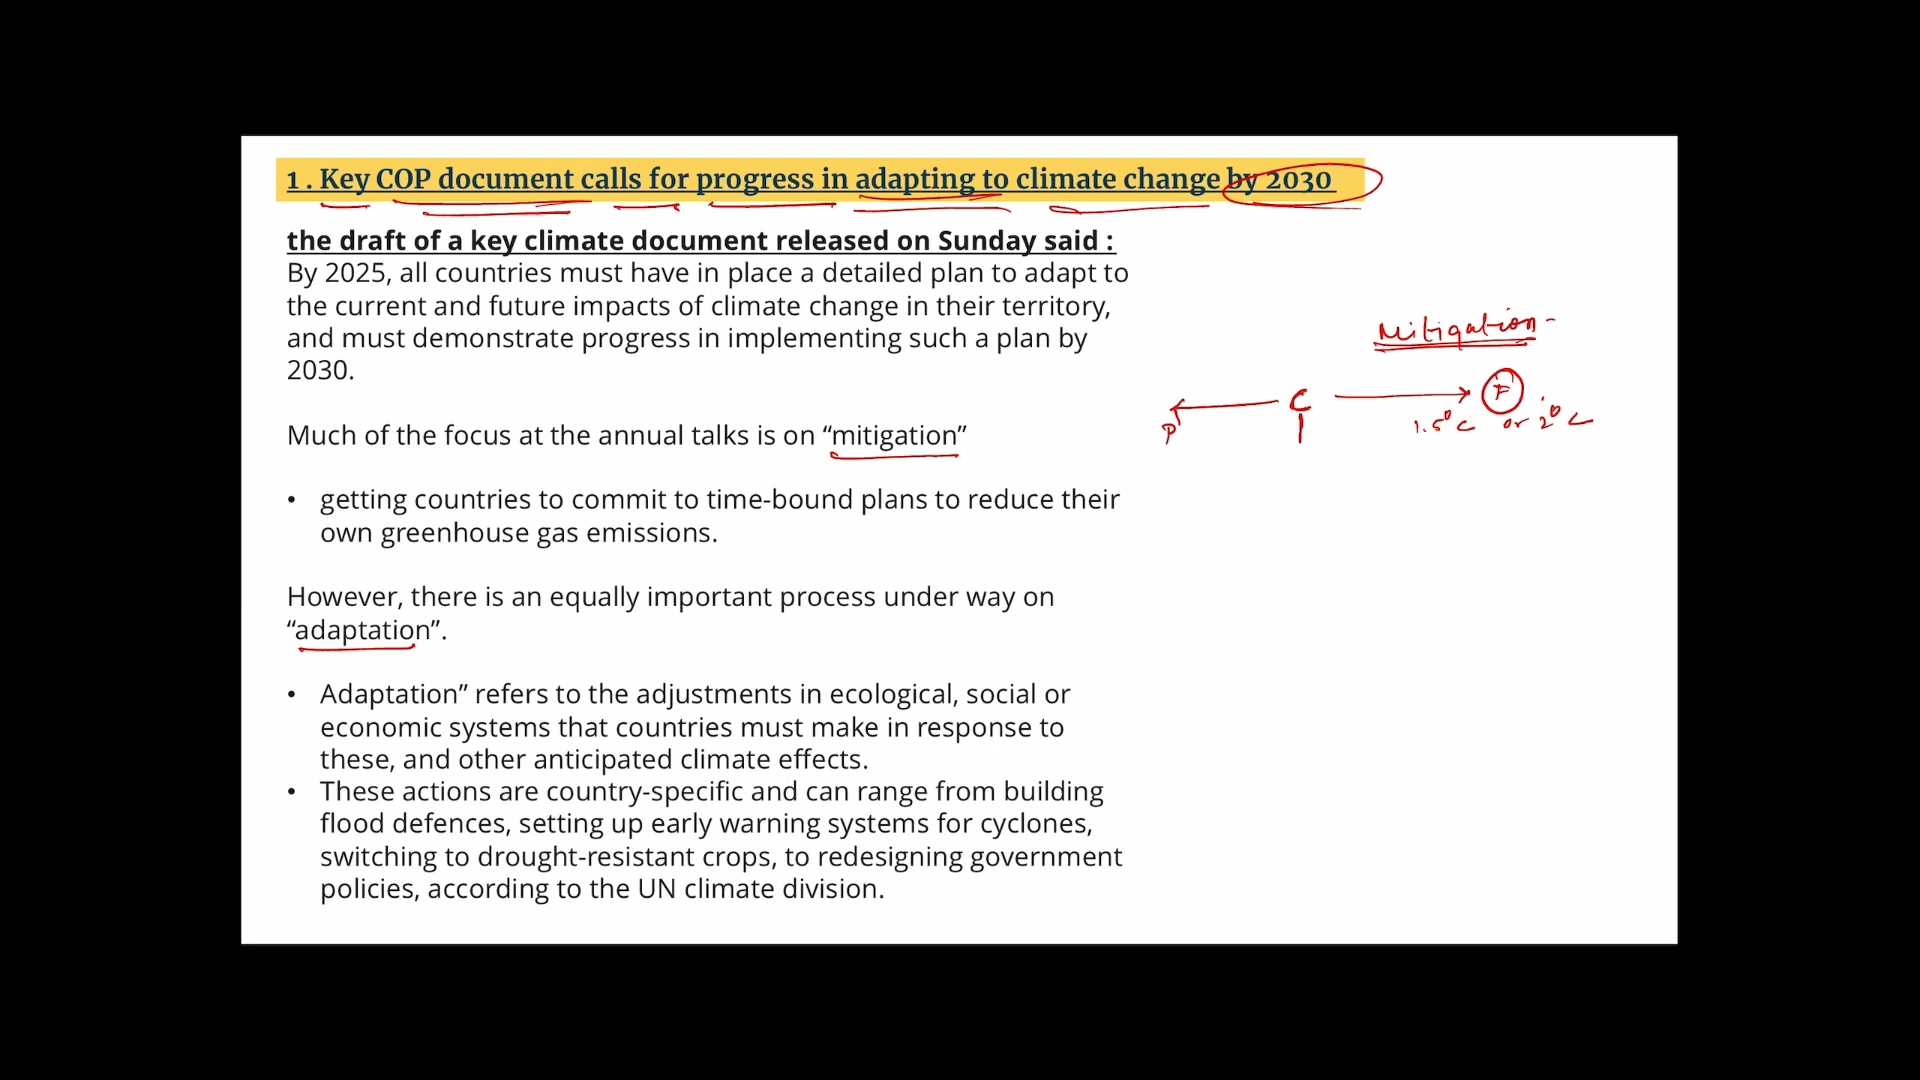 1 . Key COP document calls for progress in adapting to climate change by 2030
the draft of a key climate document released on Sunday said :
By 2025, all countries must have in place a detailed plan to adapt to
the current and future impacts of climate change in their territory,
and must demonstrate progress in implementing such a plan by
2030.
Much of the focus at the annual talks is on “mitigation”
• getting countries to commit to time-bound plans to reduce their
own greenhouse gas emissions.
However, there is an equally important process under way on
“adaptation”.
• Adaptation” refers to the adjustments in ecological, social or
economic systems that countries must make in response to
these, and other anticipated climate effects.
• These actions are country-specific and can range from building
flood defences, setting up early warning systems for cyclones,
switching to drought-resistant crops, to redesigning government
policies, according to the UN climate division.
Mitigation -
P C F
1.5°C or 2°C